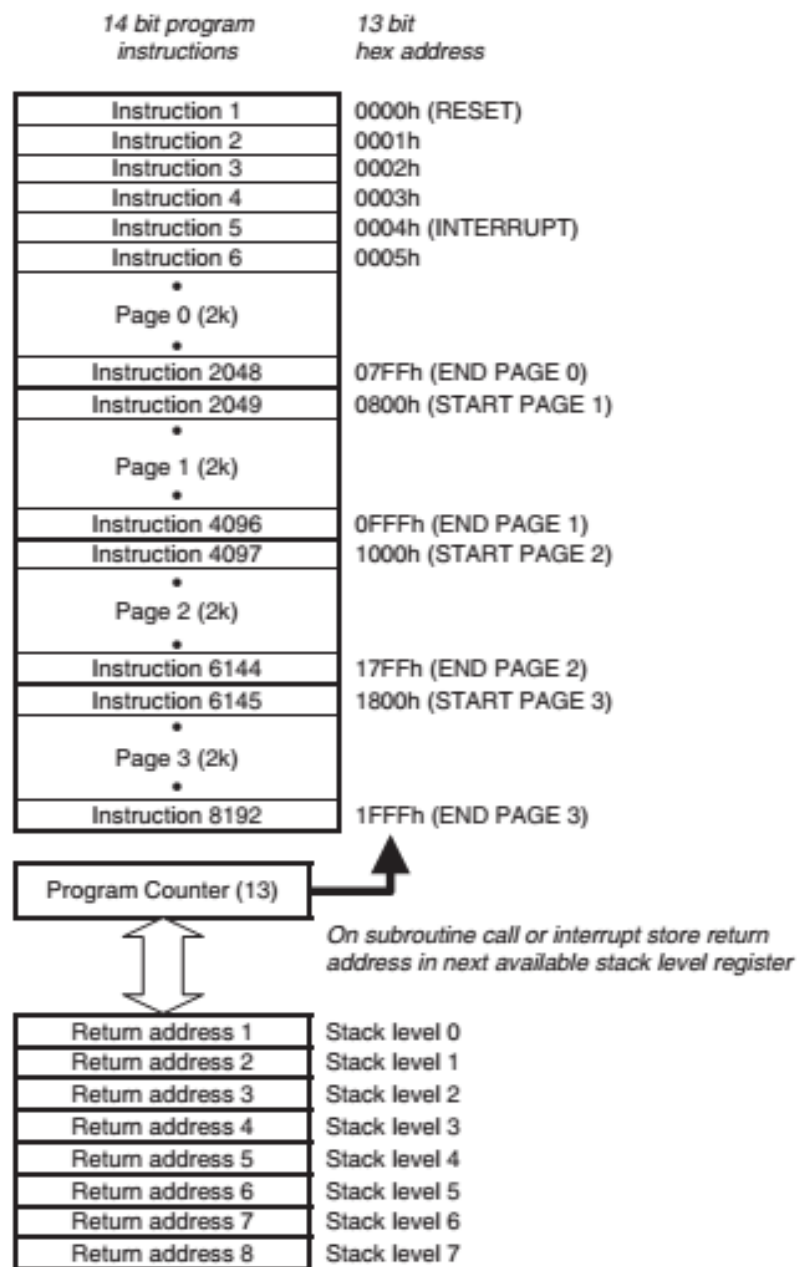 14 bit program 13 bit
instructions hex address
Instruction 1 0000h (RESET)
Instruction 2 0001h
Instruction 3 0002h
Instruction 4 0003h
Instruction 5 0004h (INTERRUPT)
Instruction 6 0005h
•
Page 0 (2k)
•
Instruction 2048 07FFh (END PAGE 0)
Instruction 2049 0800h (START PAGE 1)
•
Page 1 (2k)
•
Instruction 4096 0FFFh (END PAGE 1)
Instruction 4097 1000h (START PAGE 2)
•
Page 2 (2k)
•
Instruction 6144 17FFh (END PAGE 2)
Instruction 6145 1800h (START PAGE 3)
•
Page 3 (2k)
•
Instruction 8192 1FFFh (END PAGE 3)
Program Counter (13)
On subroutine call or interrupt store return
address in next available stack level register
Return address 1 Stack level 0
Return address 2 Stack level 1
Return address 3 Stack level 2
Return address 4 Stack level 3
Return address 5 Stack level 4
Return address 6 Stack level 5
Return address 7 Stack level 6
Return address 8 Stack level 7